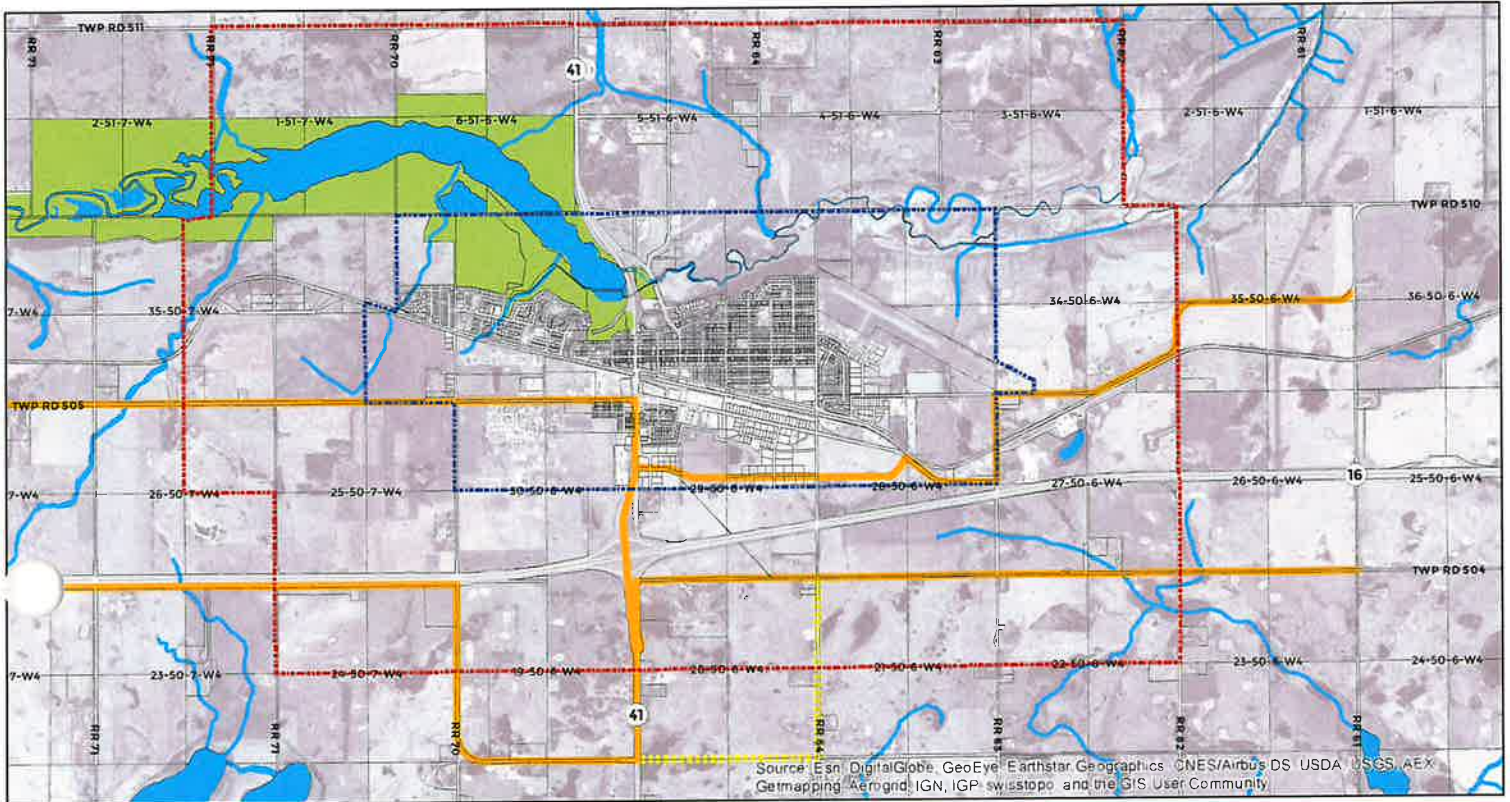 TWP RD 511
RR 71
RR 71
RR 70
41
RR 64
RR 63
RR 62
RR 61
2-51-7-W4
1-51-7-W4
6-51-6-W4
5-51-6-W4
4-51-6-W4
3-51-6-W4
2-51-6-W4
1-51-6-W4
TWP RD 510
7-W4
35-50-7-W4
34-50-6-W4
35-50-6-W4
36-50-6-W4
TWP RD 505
7-W4
26-50-7-W4
25-50-7-W4
30-50-6-W4
29-50-6-W4
28-50-6-W4
27-50-6-W4
26-50-6-W4
16
25-50-6-W4
TWP RD 504
7-W4
23-50-7-W4
24-50-7-W4
19-50-6-W4
20-50-6-W4
21-50-6-W4
22-50-6-W4
23-50-6-W4
24-50-6-W4
RR 71
RR 71
RR 70
41
RR 64
RR 63
RR 62
RR 61
Source: Esri, DigitalGlobe, GeoEye, Earthstar Geographics, CNES/Airbus DS, USDA, USGS, AEX,
Getmapping, Aerogrid, IGN, IGP, swisstopo, and the GIS User Community